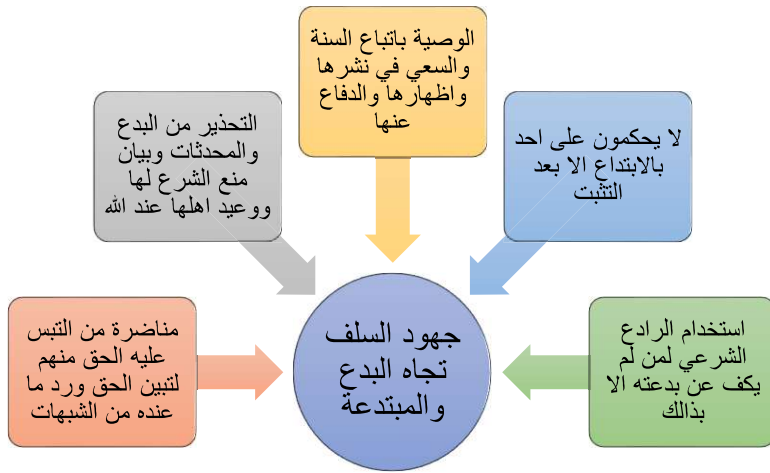 الوصية باتباع السنة
والسعي في نشرها
واظهارها والدفاع
عنها
لا يحكمون على احد
بالابتداع الا بعد
التثبت
التحذير من البدع
والمحدثات وبيان
منع الشرع لها
ووعيد اهلها عند الله
استخدام الرادع
الشرعي لمن لم
يكف عن بدعته الا
بذالك
مناضرة من التبس
عليه الحق منهم
لتبين الحق ورد ما
عنده من الشبهات
جهود السلف
تجاه البدع
والمبتدعة